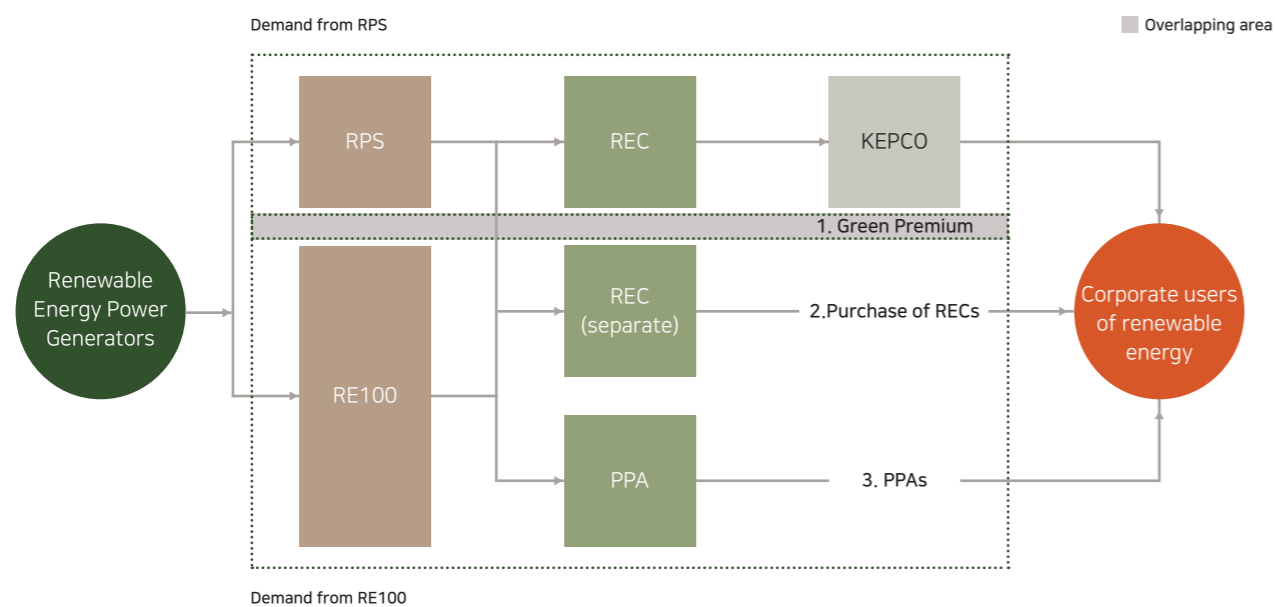 Demand from RPS
Overlapping area
RPS
REC
KEPCO
1. Green Premium
Renewable
Energy Power
Generators
RE100
REC
(separate)
2.Purchase of RECs
Corporate users
of renewable
energy
PPA
3. PPAs
Demand from RE100